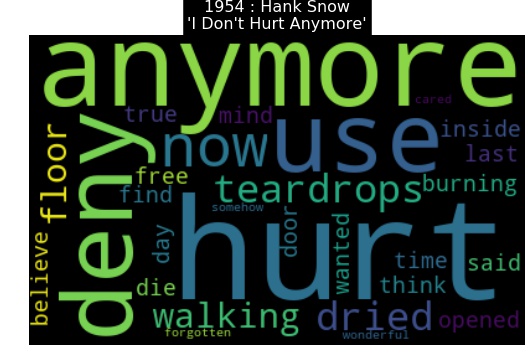 1954 : Hank Snow
'I Don't Hurt Anymore'
anymore
cared
true
mind
deny
now
use
inside
last
floor
free
find
teardrops
burning
somehow
hurt
believe
day
door
wanted
time
said
think
die
walking
dried
opened
forgotten
wonderful